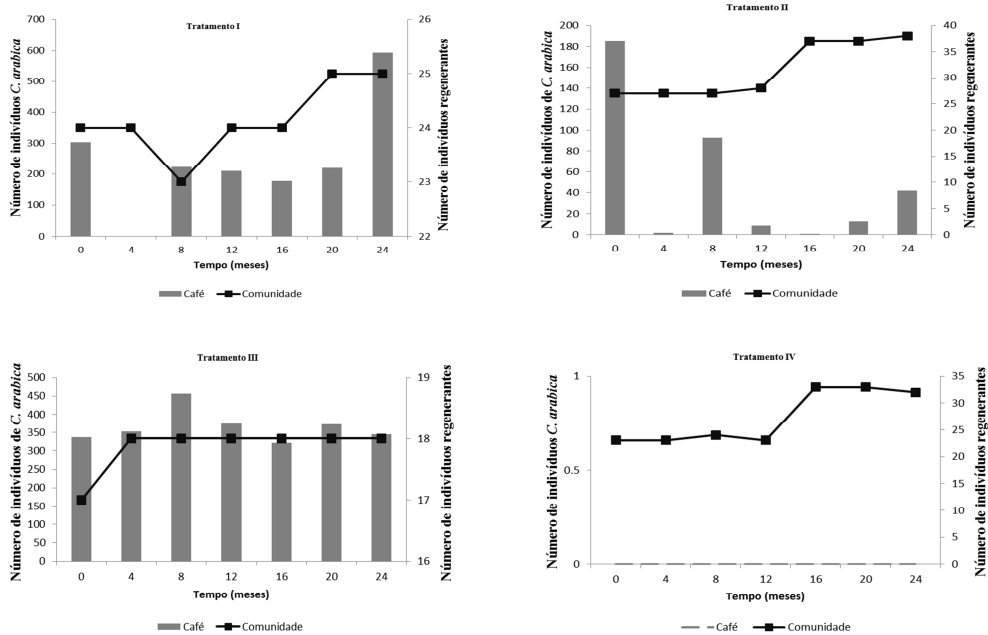 Tratamento I
Número de indivíduos C. arabica
700
600
500
400
300
200
100
0
26
25
24
23
22
Número de indivíduos regenerantes
0 4 8 12 16 20 24
Tempo (meses)
Café Comunidade
Tratamento II
Número de indivíduos de C. arabica
200
180
160
140
120
100
80
60
40
20
0
40
35
30
25
20
15
10
5
0
Número de indivíduos regenerantes
0 4 8 12 16 20 24
Tempo (meses)
Café Comunidade
Tratamento III
Número de indivíduos de C. arabica
500
450
400
350
300
250
200
150
100
50
0
19
18
17
16
Número de indivíduos regenerantes
0 4 8 12 16 20 24
Tempo (meses)
Café Comunidade
Tratamento IV
Número de indivíduos de C. arabica
1
0.5
0
35
30
25
20
15
10
5
0
Número de indivíduos regenerantes
0 4 8 12 16 20 24
Tempo (meses)
Café Comunidade